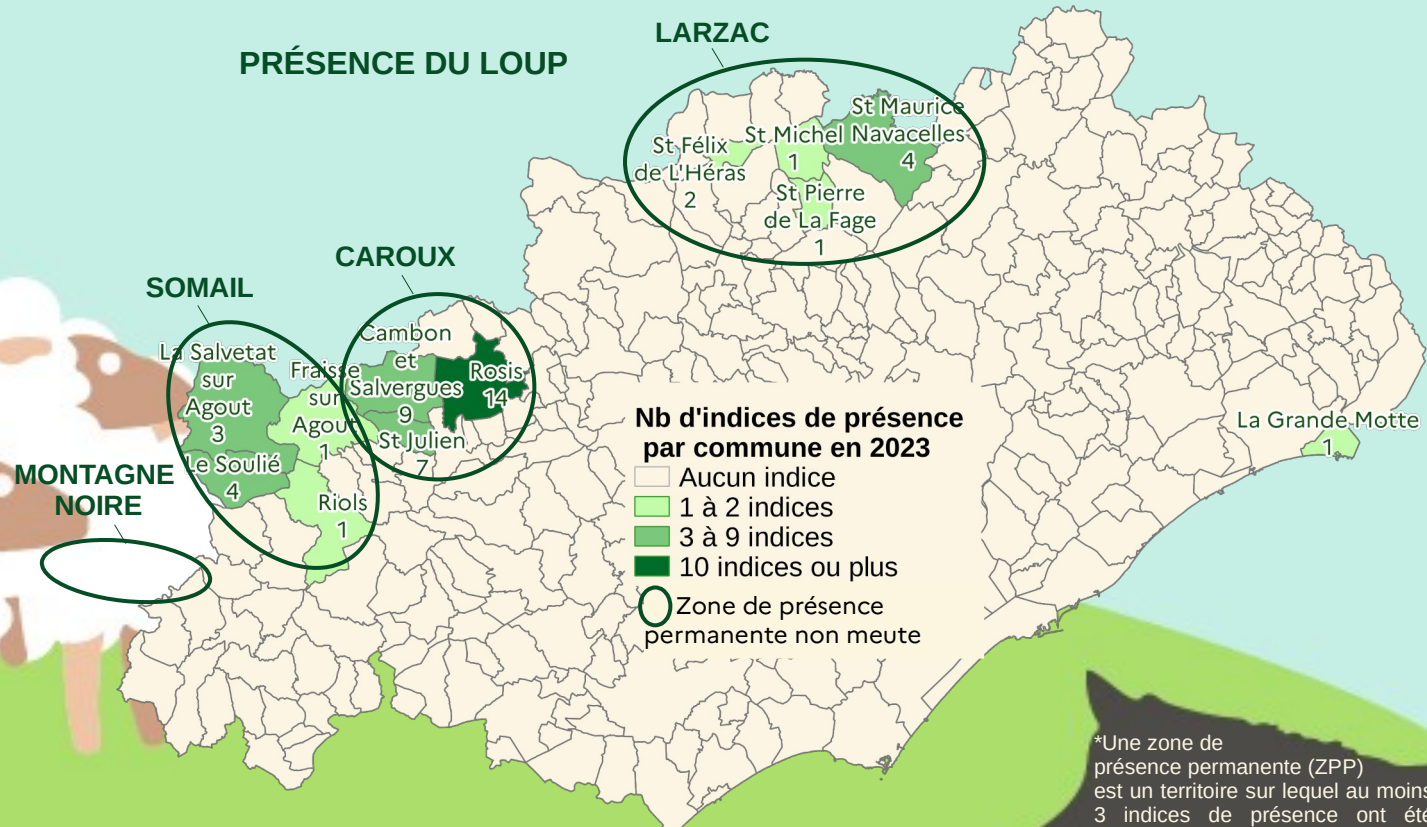 PRÉSENCE DU LOUP
LARZAC
St Maurice
Navacelles
4
St Michel
1
St Félix
de L'Héras
2
St Pierre
de La Fage
1
CAROUX
SOMAIL
Cambon
et
Salvergues
9
Rosis
14
St Julien
7
La Salvetat
sur
Agout
3
Fraisse
sur
Agout
1
Le Soulié
4
Riols
1
MONTAGNE
NOIRE
La Grande Motte
1
Nb d'indices de présence
par commune en 2023
Aucun indice
1 à 2 indices
3 à 9 indices
10 indices ou plus
Zone de présence
permanente non meute
*Une zone de
présence permanente (ZPP)
est un territoire sur lequel au moins
3 indices de présence ont été